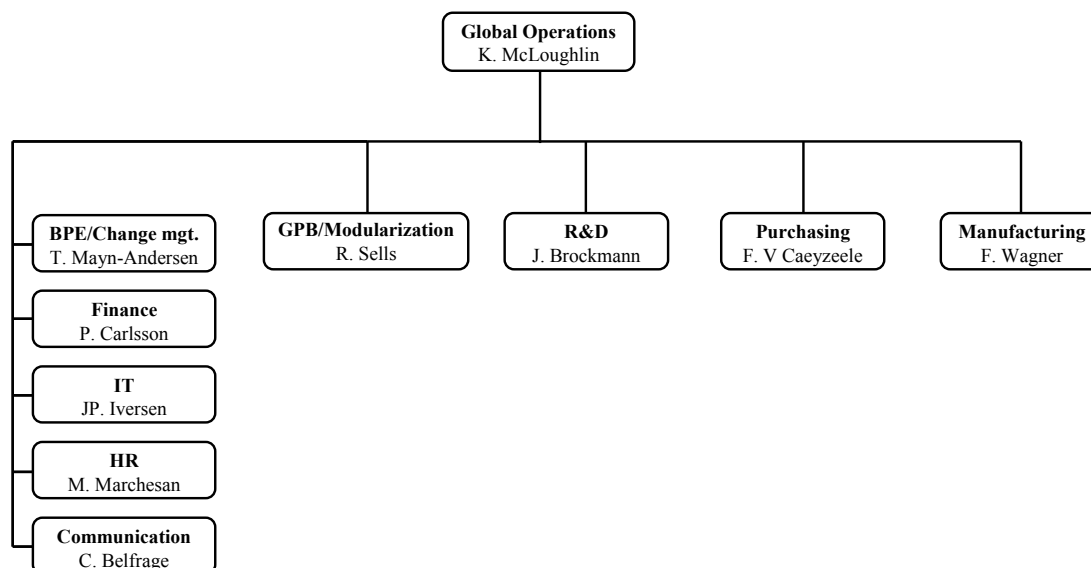 Global Operations
K. McLoughlin
BPE/Change mgt.
T. Mayn-Andersen
GPB/Modularization
R. Sells
R&D
J. Brockmann
Purchasing
F. V Caeyzeele
Manufacturing
F. Wagner
Finance
P. Carlsson
IT
JP. Iversen
HR
M. Marchesan
Communication
C. Belfrage